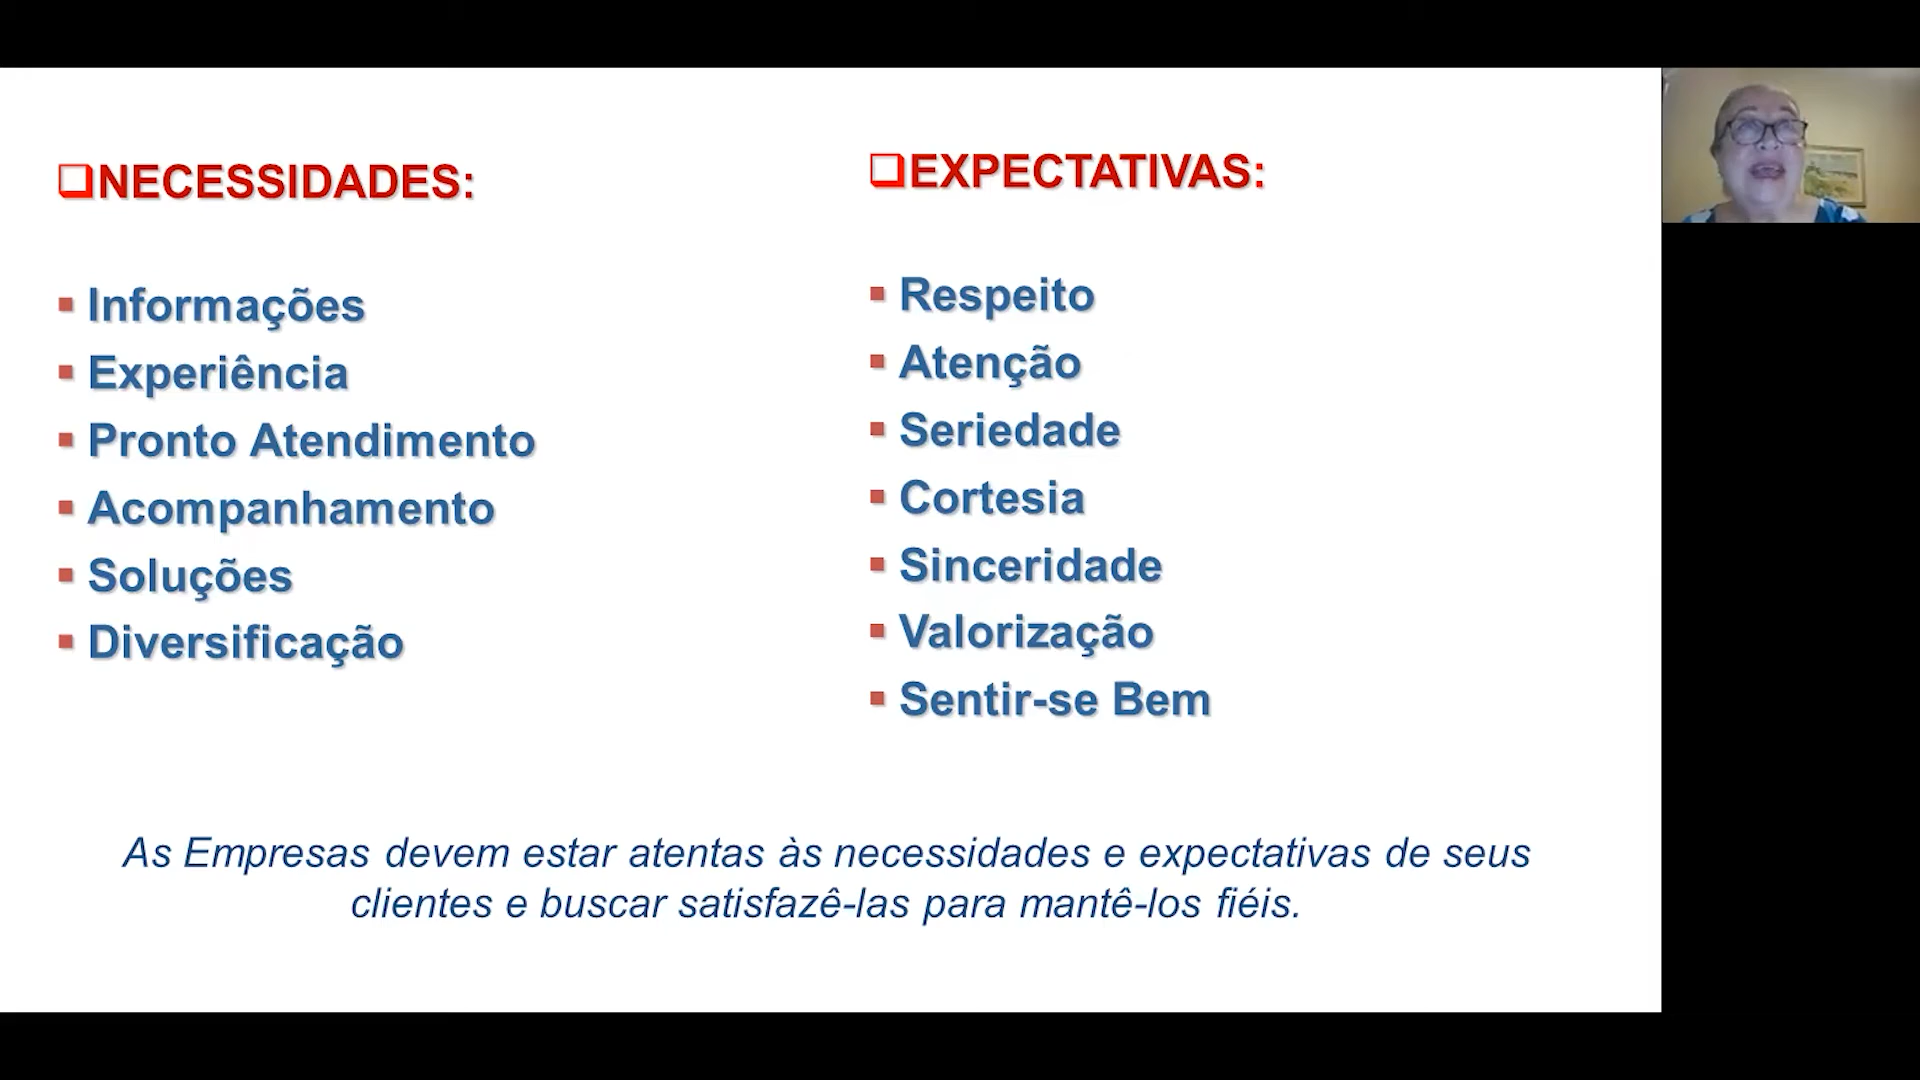 NECESSIDADES:
Informações
Experiência
Pronto Atendimento
Acompanhamento
Soluções
Diversificação
EXPECTATIVAS:
Respeito
Atenção
Seriedade
Cortesia
Sinceridade
Valorização
Sentir-se Bem
As Empresas devem estar atentas às necessidades e expectativas de seus
clientes e buscar satisfazê-las para mantê-los fiéis.